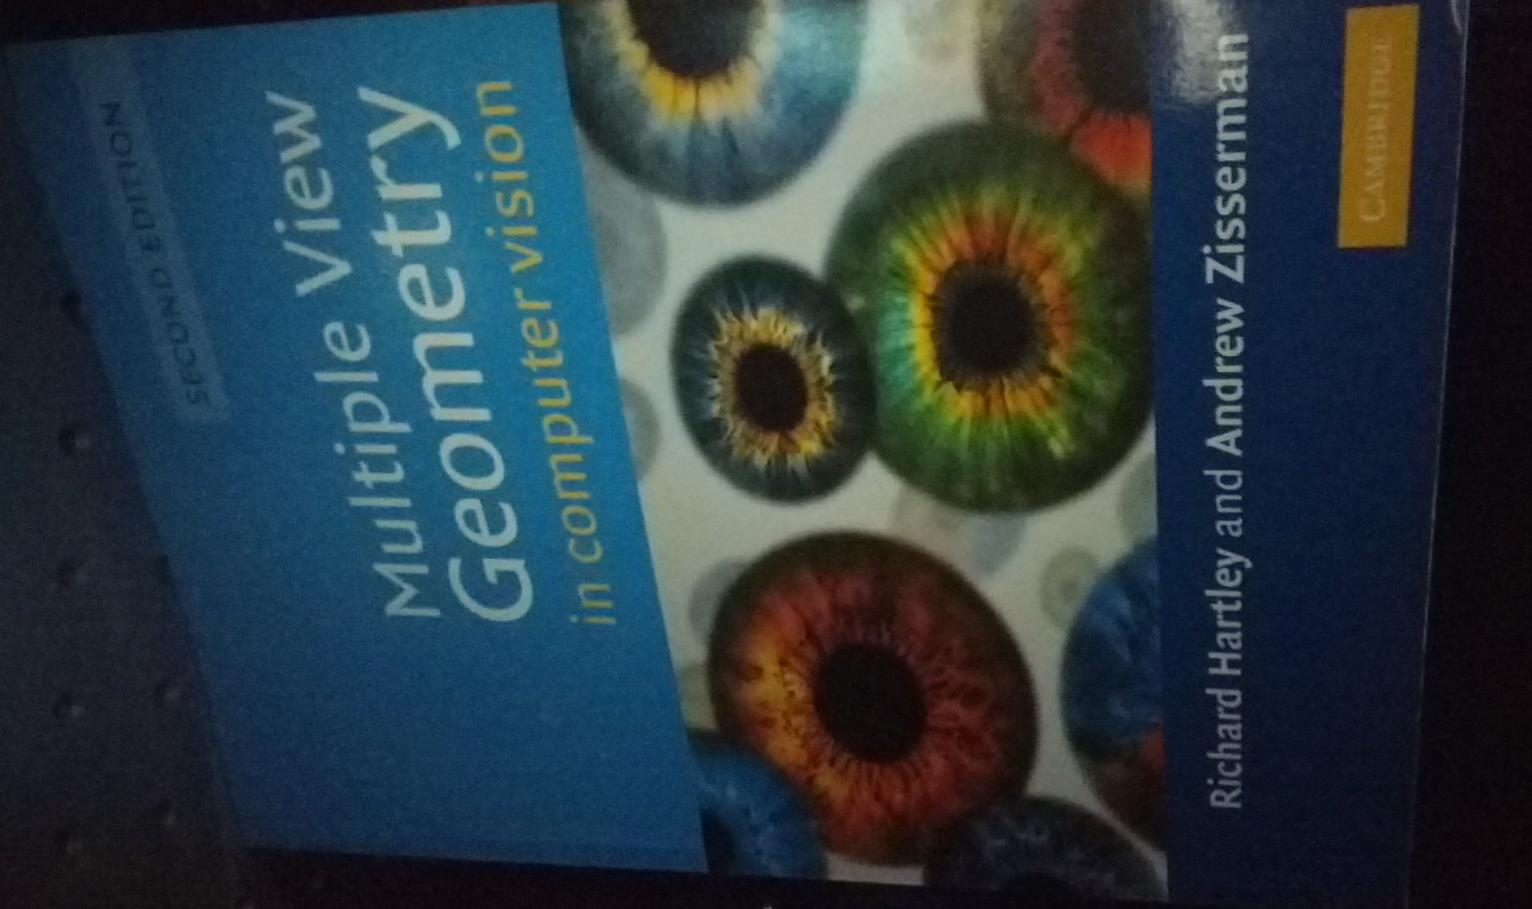 SECOND EDITION
Multiple View
Geometry
in computer vision
Richard Hartley and Andrew Zisserman
CAMBRIDGE